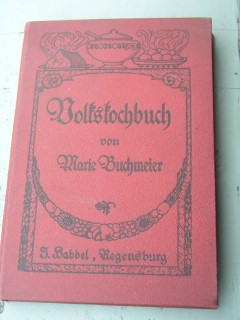 Volkskochbuch
von
Marie Buchmeier
J. Habbel, Regensburg